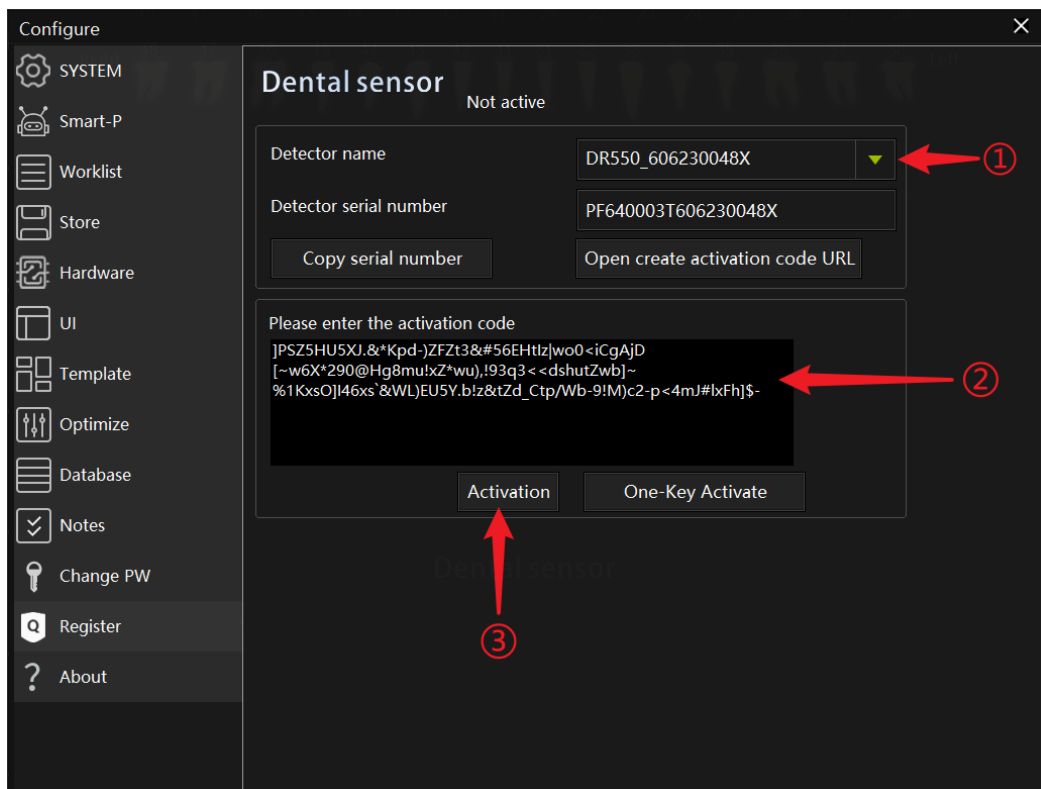 Configure
SYSTEM
Smart-P
Worklist
Store
Hardware
UI
Template
Optimize
Database
Notes
Change PW
Register
About
Dental sensor
Not active
Detector name
DR550_606230048X
①
Detector serial number
PF640003T606230048X
Copy serial number
Open create activation code URL
Please enter the activation code
]PSZ5HU5XJ.&*Kpd-)ZFZt3&#56EHtIz|wo0<iCgAjD
[~w6X*290@Hg8mu!xZ*wu),!93q3<<dshutZwb]~
%1KxsO]I46xs`&WL)EU5Y.b!z&tZd_Ctp/Wb-9!M)c2-p<4mJ#lxFh]$-
②
Activation
One-Key Activate
③
Dental sensor